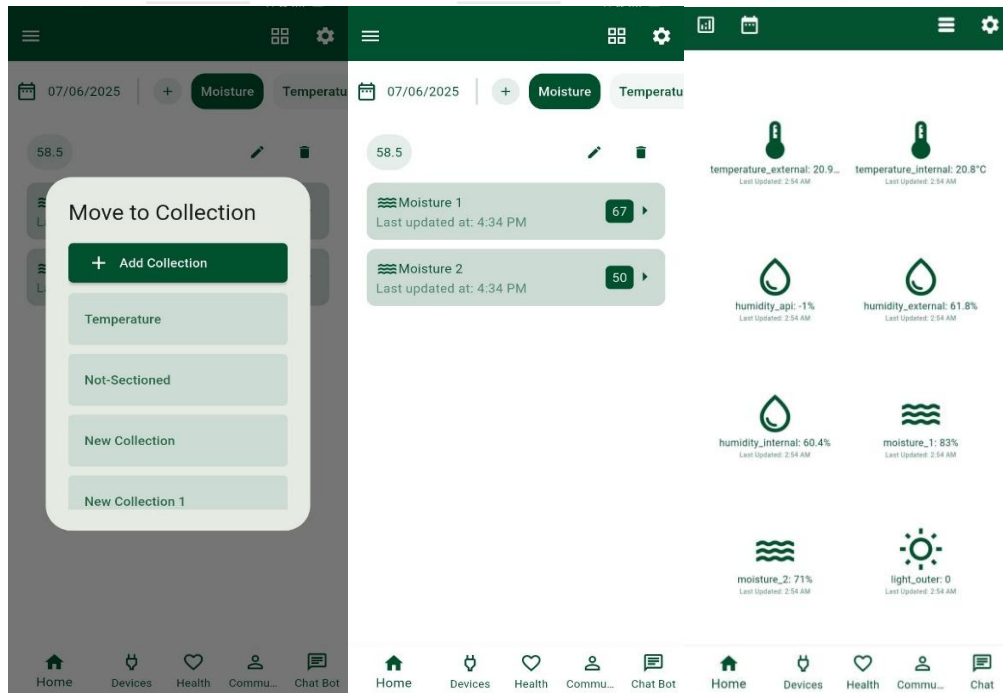 07/06/2025
+
Moisture
Temperatu
58.5
Move to Collection
+ Add Collection
Temperature
Not-Sectioned
New Collection
New Collection 1
Home
Devices
Health
Commu...
Chat Bot
07/06/2025
+
Moisture
Temperatu
58.5
Moisture 1
Last updated at: 4:34 PM
67
Moisture 2
Last updated at: 4:34 PM
50
Home
Devices
Health
Commu...
Chat Bot
temperature_external: 20.9...
Last Updated: 2:54 AM
temperature_internal: 20.8°C
Last Updated: 2:54 AM
humidity_api: -1%
Last Updated: 2:54 AM
humidity_external: 61.8%
Last Updated: 2:54 AM
humidity_internal: 60.4%
Last Updated: 2:54 AM
moisture_1: 83%
Last Updated: 2:54 AM
moisture_2: 71%
Last Updated: 2:54 AM
light_outer: 0
Last Updated: 2:54 AM
Home
Devices
Health
Commu...
Chat